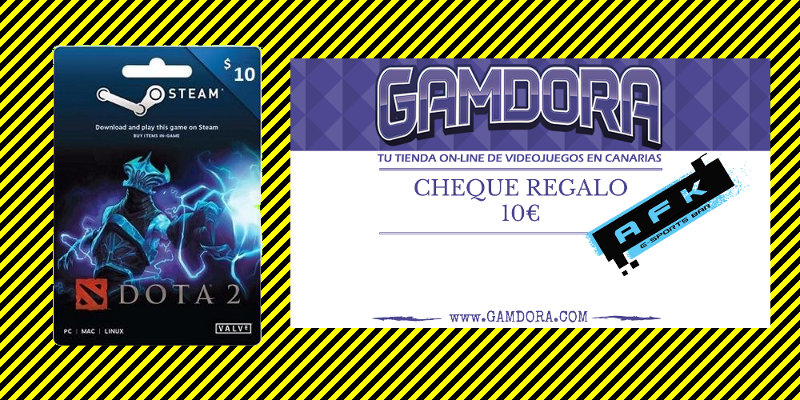 $ 10
STEAM
Download and play this game on Steam
BUY ITEMS IN-GAME
DOTA 2
PC | MAC | LINUX
VALVE
GAMDORA
TU TIENDA ON-LINE DE VIDEOJUEGOS EN CANARIAS
CHEQUE REGALO
10€
AFK
E-SPORTS BAR
WWW.GAMDORA.COM